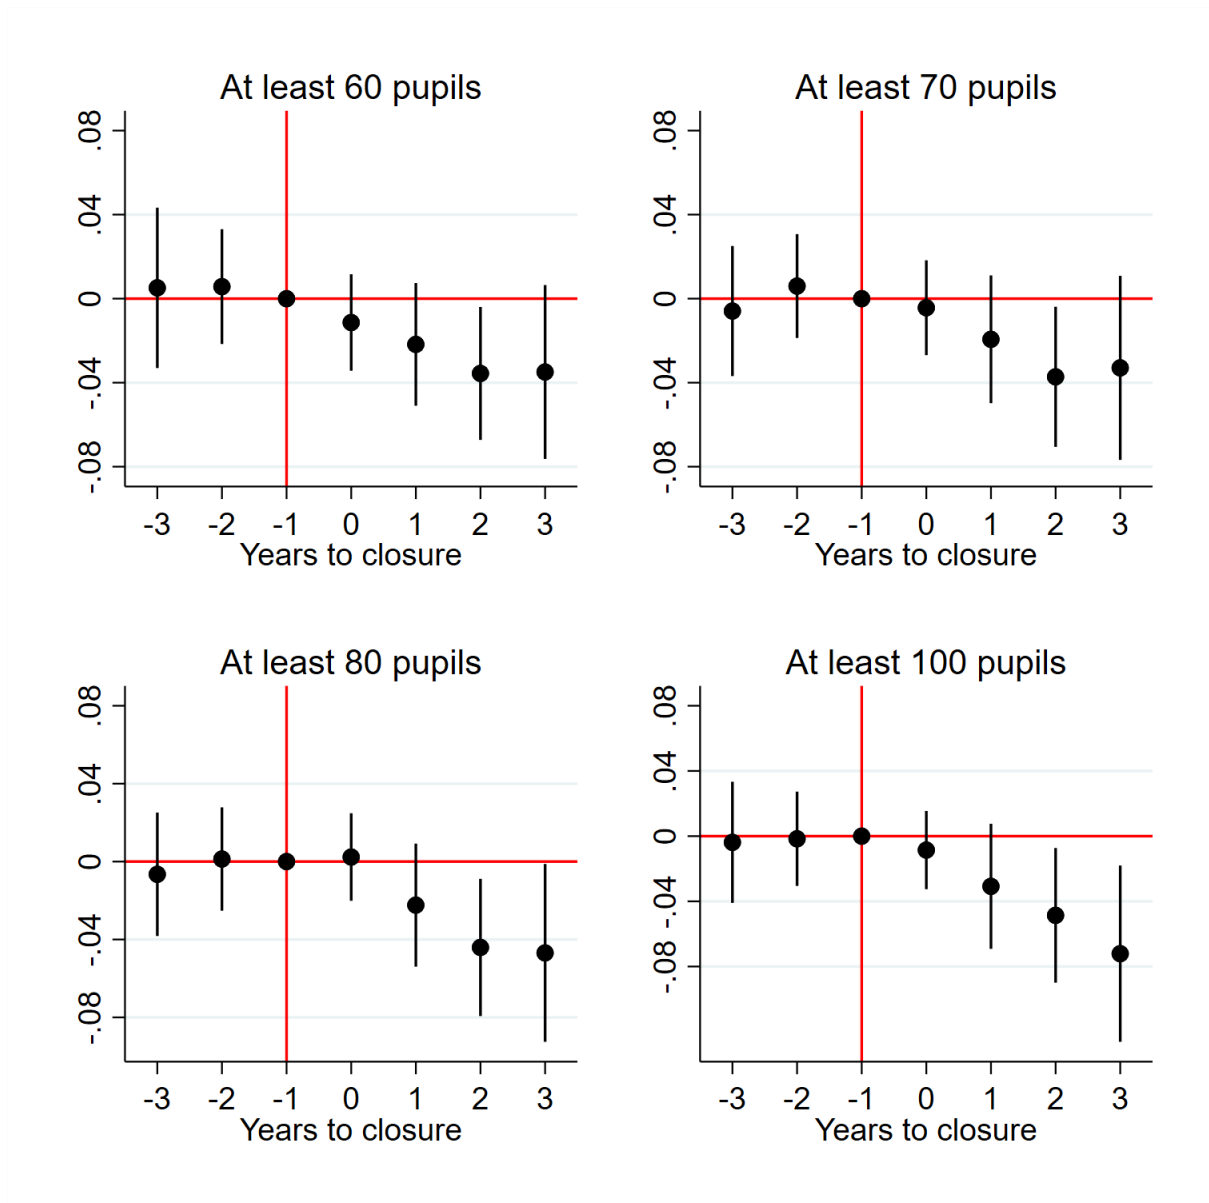 At least 60 pupils
.08
.04
0
-.04
-.08
-3 -2 -1 0 1 2 3
Years to closure
At least 70 pupils
.08
.04
0
-.04
-.08
-3 -2 -1 0 1 2 3
Years to closure
At least 80 pupils
.08
.04
0
-.04
-.08
-3 -2 -1 0 1 2 3
Years to closure
At least 100 pupils
.08
.04
0
-.04
-.08
-3 -2 -1 0 1 2 3
Years to closure